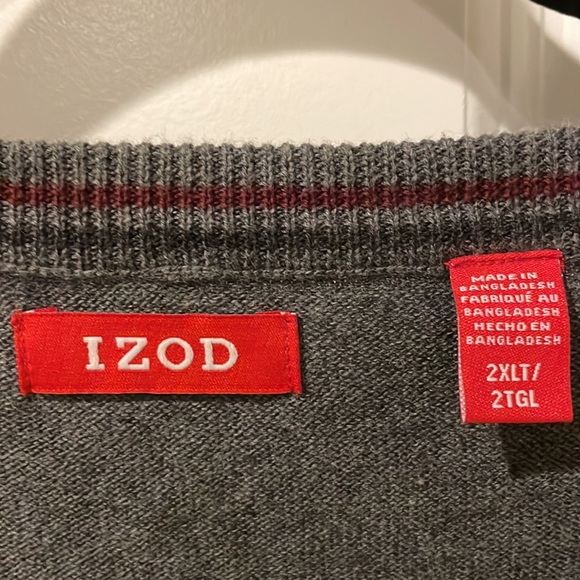 IZOD
MADE IN
BANGLADESH
FABRIQUÉ AU
BANGLADESH
HECHO EN
BANGLADESH
2XLT/
2TGL